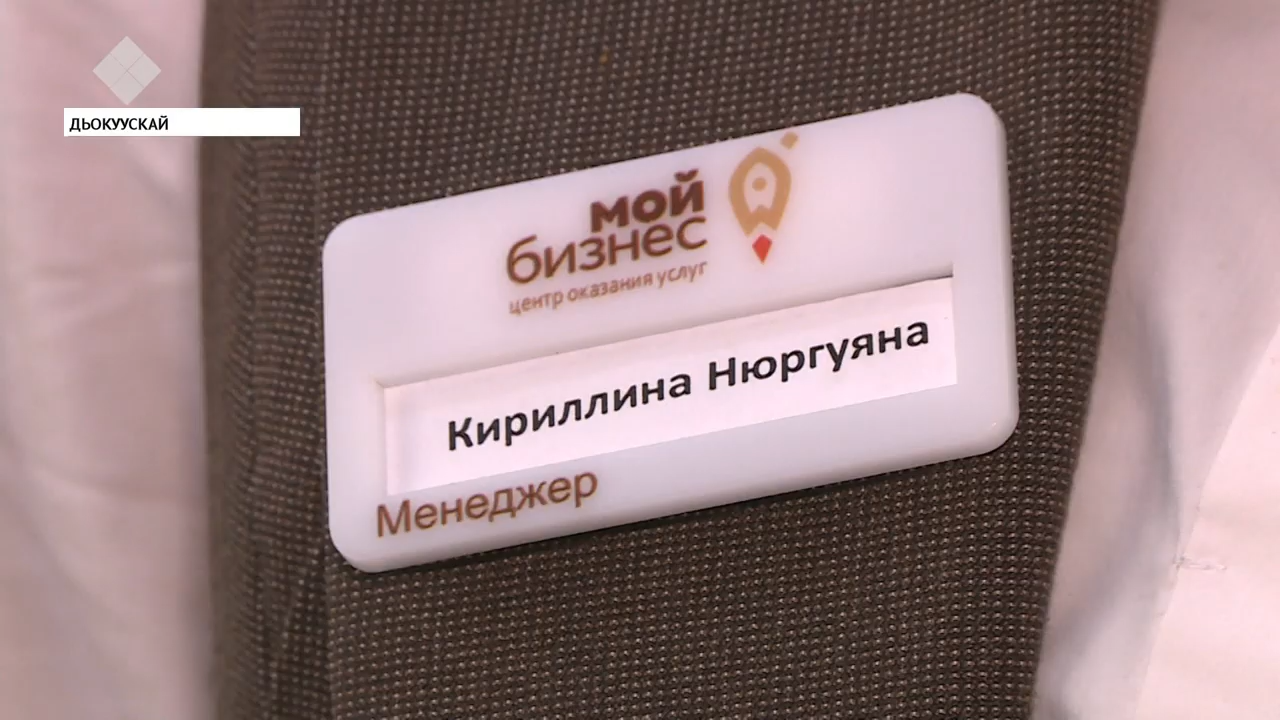 ДЬОКУУСКАЙ
мой
бизнес
центр оказания услуг
Кириллина Нюргуяна
Менеджер